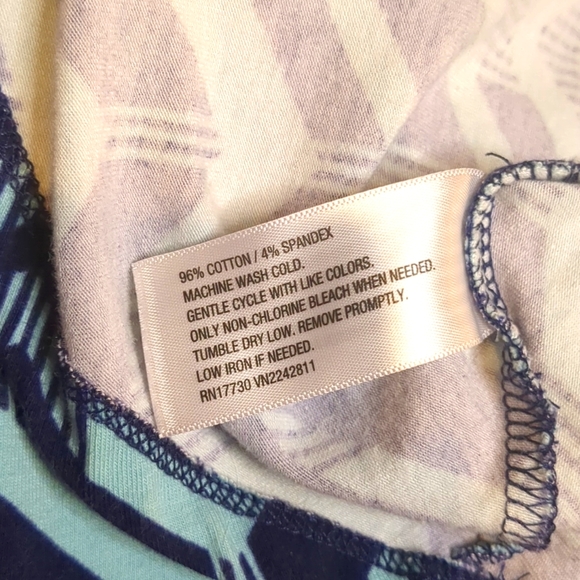 96% COTTON / 4% SPANDEX
MACHINE WASH COLD.
GENTLE CYCLE WITH LIKE COLORS.
ONLY NON-CHLORINE BLEACH WHEN NEEDED.
TUMBLE DRY LOW. REMOVE PROMPTLY.
LOW IRON IF NEEDED.
RN17730 VN2242811